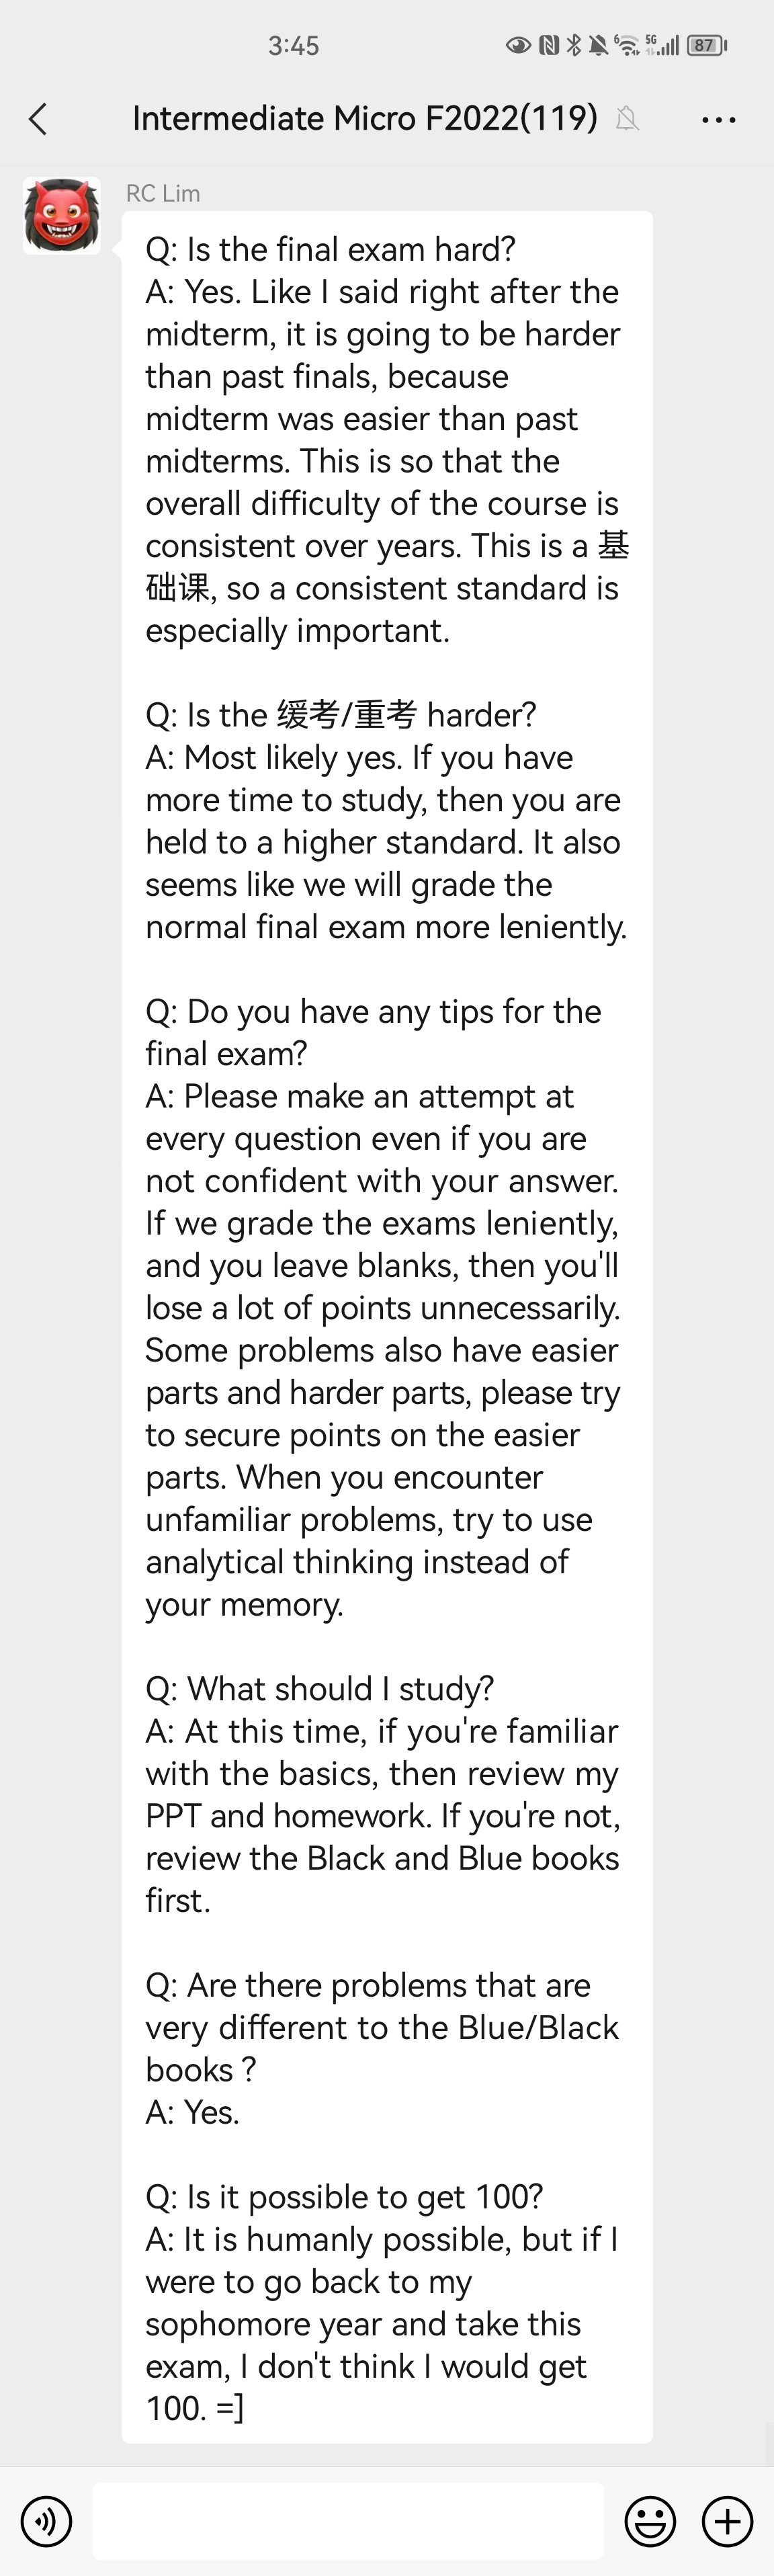 3:45
6
5G
87
Intermediate Micro F2022(119)
RC Lim
Q: Is the final exam hard?
A: Yes. Like I said right after the
midterm, it is going to be harder
than past finals, because
midterm was easier than past
midterms. This is so that the
overall difficulty of the course is
consistent over years. This is a 基
础课, so a consistent standard is
especially important.
Q: Is the 缓考/重考 harder?
A: Most likely yes. If you have
more time to study, then you are
held to a higher standard. It also
seems like we will grade the
normal final exam more leniently.
Q: Do you have any tips for the
final exam?
A: Please make an attempt at
every question even if you are
not confident with your answer.
If we grade the exams leniently,
and you leave blanks, then you'll
lose a lot of points unnecessarily.
Some problems also have easier
parts and harder parts, please try
to secure points on the easier
parts. When you encounter
unfamiliar problems, try to use
analytical thinking instead of
your memory.
Q: What should I study?
A: At this time, if you're familiar
with the basics, then review my
PPT and homework. If you're not,
review the Black and Blue books
first.
Q: Are there problems that are
very different to the Blue/Black
books ?
A: Yes.
Q: Is it possible to get 100?
A: It is humanly possible, but if I
were to go back to my
sophomore year and take this
exam, I don't think I would get
100. =]